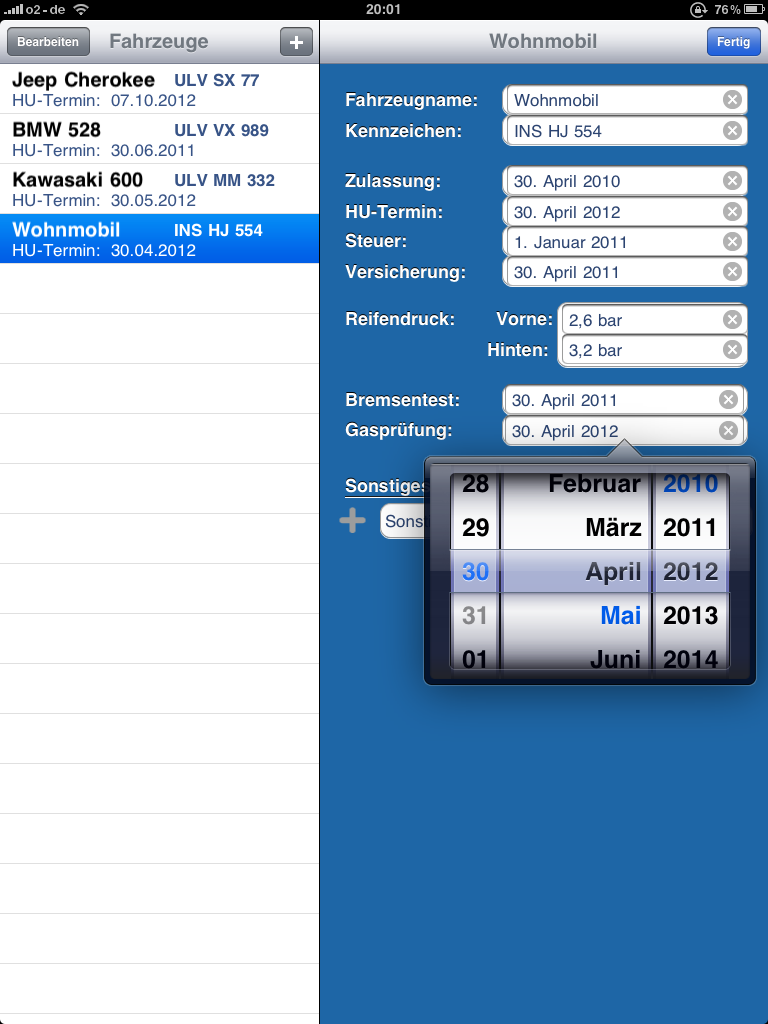 o2-de 20:01 76%
Bearbeiten Fahrzeuge +
Jeep Cherokee ULV SX 77
HU-Termin: 07.10.2012
BMW 528 ULV VX 989
HU-Termin: 30.06.2011
Kawasaki 600 ULV MM 332
HU-Termin: 30.05.2012
Wohnmobil INS HJ 554
HU-Termin: 30.04.2012
Wohnmobil Fertig
Fahrzeugname: Wohnmobil
Kennzeichen: INS HJ 554
Zulassung: 30. April 2010
HU-Termin: 30. April 2012
Steuer: 1. Januar 2011
Versicherung: 30. April 2011
Reifendruck: Vorne: 2,6 bar
Hinten: 3,2 bar
Bremsentest: 30. April 2011
Gasprüfung: 30. April 2012
Sonstiges
Sons
28 Februar 2010
29 März 2011
30 April 2012
31 Mai 2013
01 Juni 2014